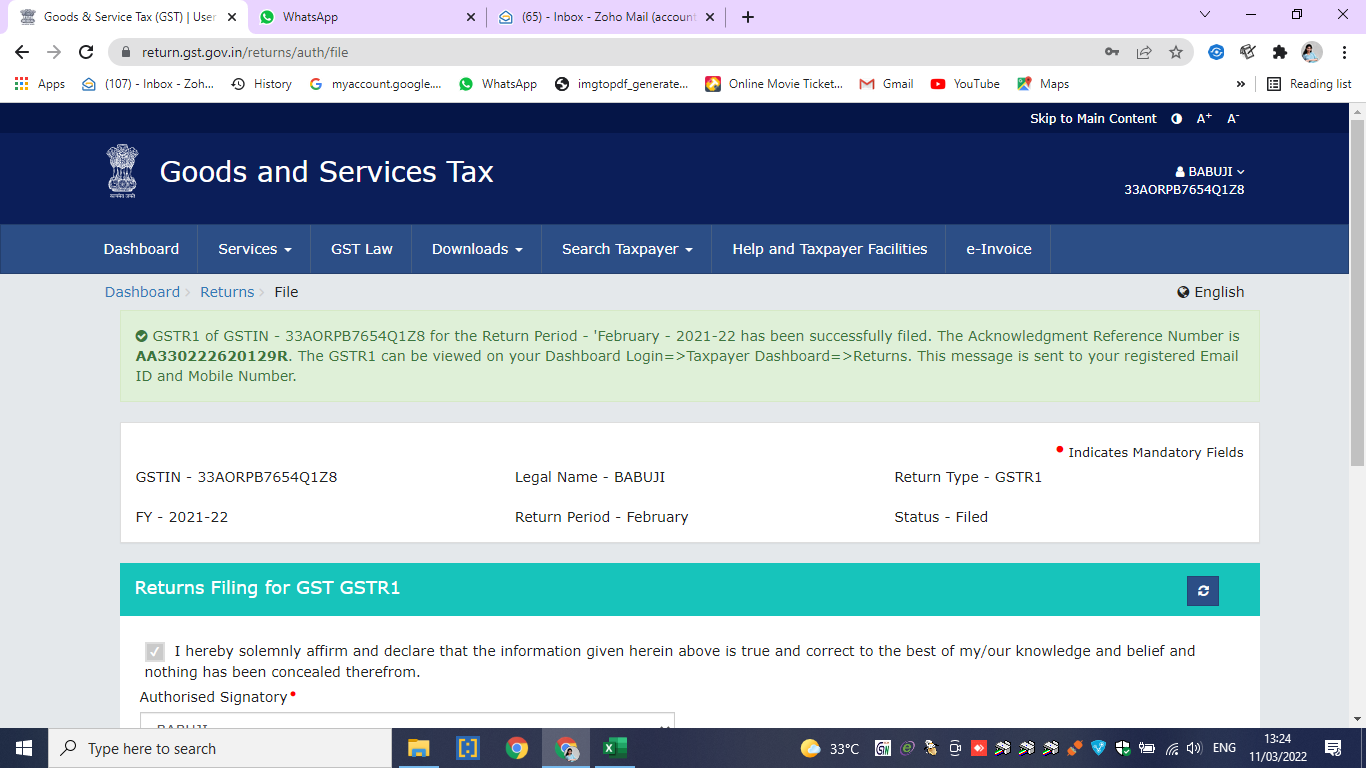 Goods & Service Tax (GST) | User
WhatsApp
(65) - Inbox - Zoho Mail (account
return.gst.gov.in/returns/auth/file
Apps
(107) - Inbox - Zoh...
History
myaccount.google....
WhatsApp
imgtopdf_generate...
Online Movie Ticket...
Gmail
YouTube
Maps
»
Reading list
Skip to Main Content
A+
A-
Goods and Services Tax
BABUJI
33AORPB7654Q1Z8
Dashboard
Services
GST Law
Downloads
Search Taxpayer
Help and Taxpayer Facilities
e-Invoice
Dashboard > Returns > File
English
GSTR1 of GSTIN - 33AORPB7654Q1Z8 for the Return Period - 'February - 2021-22 has been successfully filed. The Acknowledgment Reference Number is
AA330222620129R. The GSTR1 can be viewed on your Dashboard Login=>Taxpayer Dashboard=>Returns. This message is sent to your registered Email
ID and Mobile Number.
• Indicates Mandatory Fields
GSTIN - 33AORPB7654Q1Z8
Legal Name - BABUJI
Return Type - GSTR1
FY - 2021-22
Return Period - February
Status - Filed
Returns Filing for GST GSTR1
I hereby solemnly affirm and declare that the information given herein above is true and correct to the best of my/our knowledge and belief and
nothing has been concealed therefrom.
Authorised Signatory•
BABUJI
Type here to search
33°C
ENG
13:24
11/03/2022